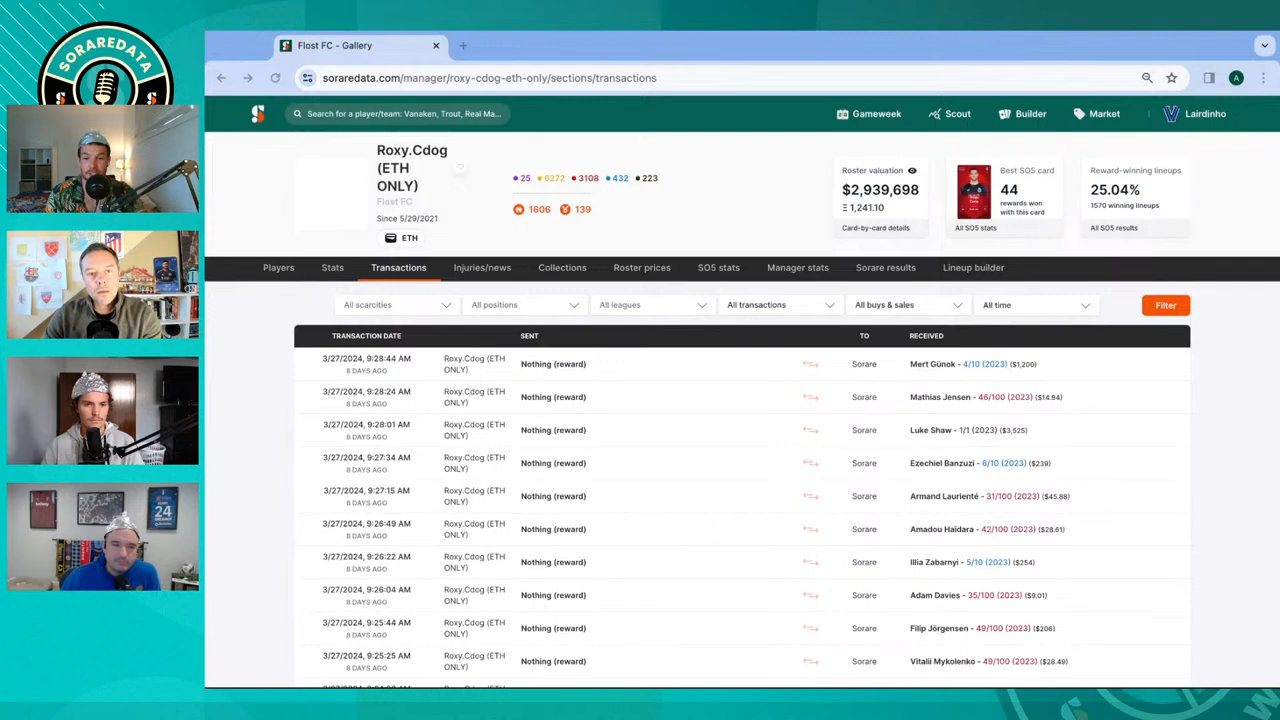 SORAREDATA
24
Flost FC - Gallery
soraredata.com/manager/roxy-cdog-eth-only/sections/transactions
A
Search for a player/team: Vanaken, Trout, Real Ma...
Gameweek
Scout
Builder
Market
Lairdinho
Roxy.Cdog (ETH ONLY)
Flost FC
Since 5/29/2021
ETH
25 6272 3108 432 223
1606 139
Roster valuation
$2,939,698
Ξ 1,241.10
Card-by-card details
Best SO5 card
44
rewards won with this card
All SO5 stats
Reward-winning lineups
25.04%
1570 winning lineups
All SO5 results
Players Stats Transactions Injuries/news Collections Roster prices SO5 stats Manager stats Sorare results Lineup builder
All scarcities All positions All leagues All transactions All buys & sales All time Filter
TRANSACTION DATE SENT TO RECEIVED
3/27/2024, 9:28:44 AM 8 DAYS AGO Roxy.Cdog (ETH ONLY) Nothing (reward) Sorare Mert Günok - 4/10 (2023) ($1,200)
3/27/2024, 9:28:24 AM 8 DAYS AGO Roxy.Cdog (ETH ONLY) Nothing (reward) Sorare Mathias Jensen - 46/100 (2023) ($14.94)
3/27/2024, 9:28:01 AM 8 DAYS AGO Roxy.Cdog (ETH ONLY) Nothing (reward) Sorare Luke Shaw - 1/1 (2023) ($3,525)
3/27/2024, 9:27:34 AM 8 DAYS AGO Roxy.Cdog (ETH ONLY) Nothing (reward) Sorare Ezechiel Banzuzi - 6/10 (2023) ($239)
3/27/2024, 9:27:15 AM 8 DAYS AGO Roxy.Cdog (ETH ONLY) Nothing (reward) Sorare Armand Laurienté - 31/100 (2023) ($45.88)
3/27/2024, 9:26:49 AM 8 DAYS AGO Roxy.Cdog (ETH ONLY) Nothing (reward) Sorare Amadou Haïdara - 42/100 (2023) ($28.61)
3/27/2024, 9:26:22 AM 8 DAYS AGO Roxy.Cdog (ETH ONLY) Nothing (reward) Sorare Illia Zabarnyi - 5/10 (2023) ($254)
3/27/2024, 9:26:04 AM 8 DAYS AGO Roxy.Cdog (ETH ONLY) Nothing (reward) Sorare Adam Davies - 35/100 (2023) ($9.01)
3/27/2024, 9:25:44 AM 8 DAYS AGO Roxy.Cdog (ETH ONLY) Nothing (reward) Sorare Filip Jörgensen - 49/100 (2023) ($206)
3/27/2024, 9:25:25 AM 8 DAYS AGO Roxy.Cdog (ETH ONLY) Nothing (reward) Sorare Vitalii Mykolenko - 49/100 (2023) ($28.49)